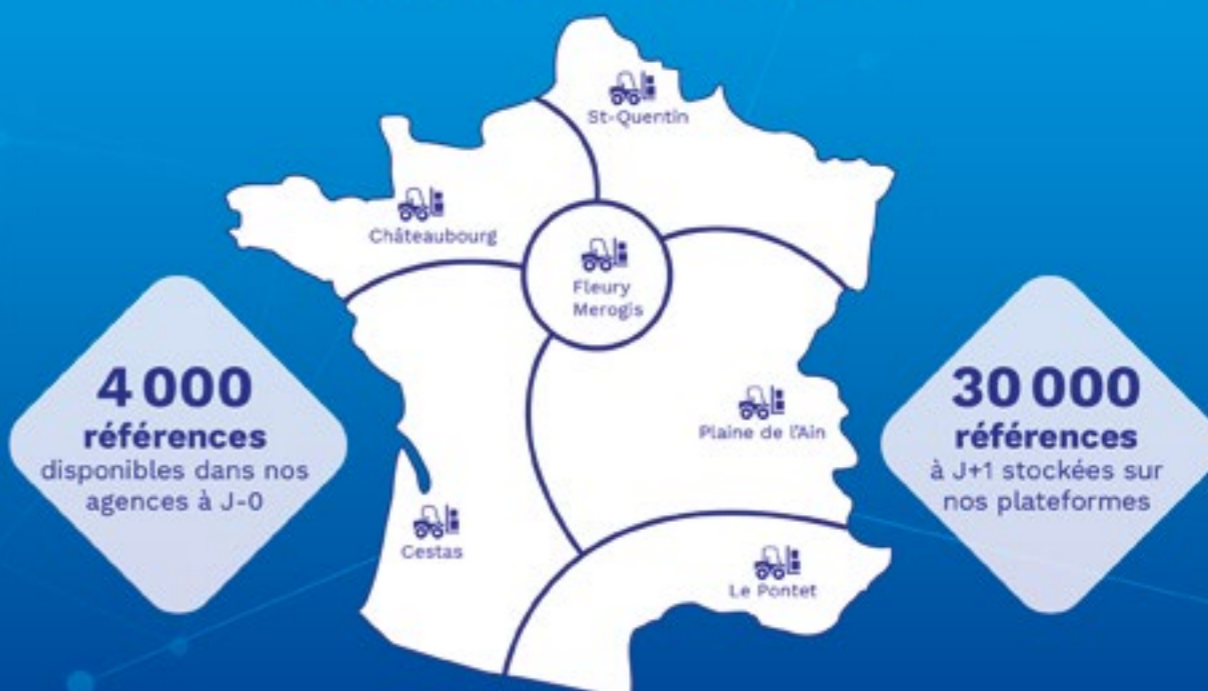 St-Quentin
Châteaubourg
Fleury
Merogis
4 000
références
disponibles dans nos
agences à J-0
30 000
références
à J+1 stockées sur
nos plateformes
Plaine de l'Ain
Cestas
Le Pontet